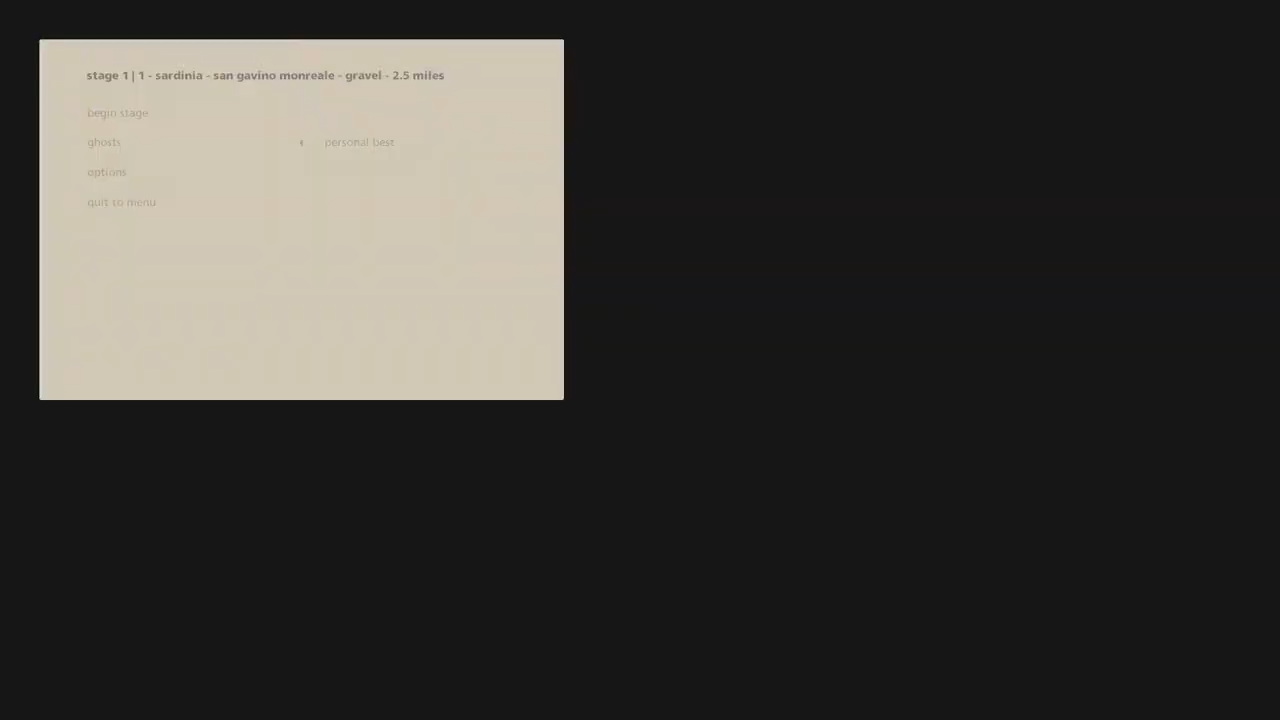 stage 1 | 1 - sardinia - san gavino monreale - gravel - 2.5 miles
begin stage
ghosts personal best
options
quit to menu